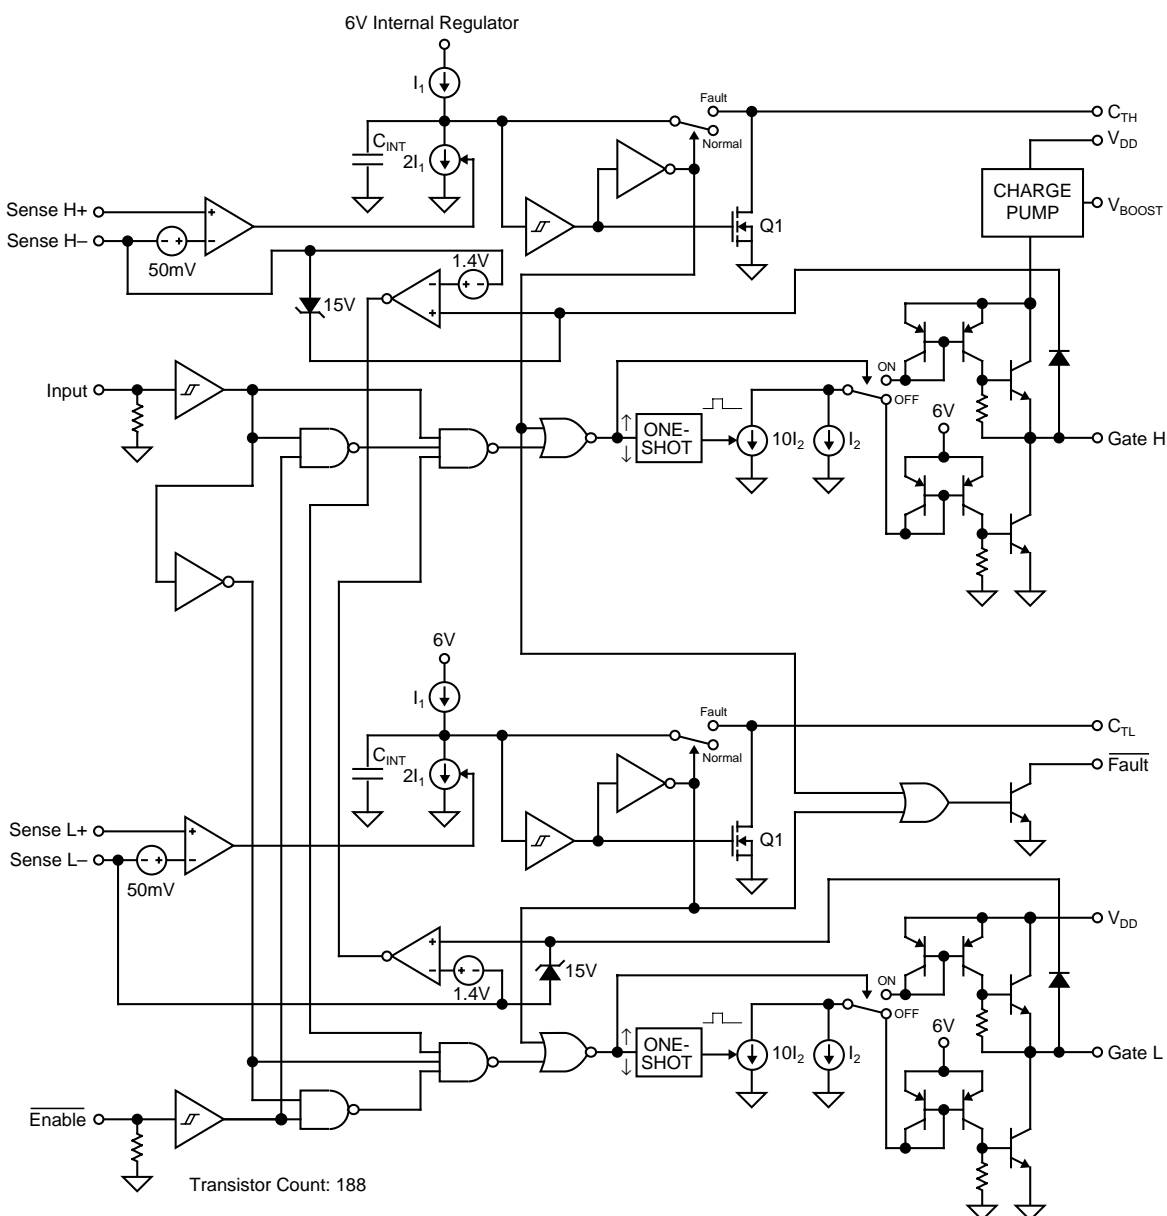 6V Internal Regulator
I1
Fault
CTH
Normal
CINT
2I1
VDD
CHARGE
PUMP
VBOOST
Sense H+
Sense H–
50mV
Q1
1.4V
15V
Input
ON
OFF
ONE-
SHOT
10I2
I2
6V
Gate H
6V
I1
Fault
CTL
Normal
CINT
2I1
Fault
Sense L+
Sense L–
50mV
Q1
VDD
15V
1.4V
ON
OFF
ONE-
SHOT
10I2
I2
6V
Gate L
Enable
Transistor Count: 188